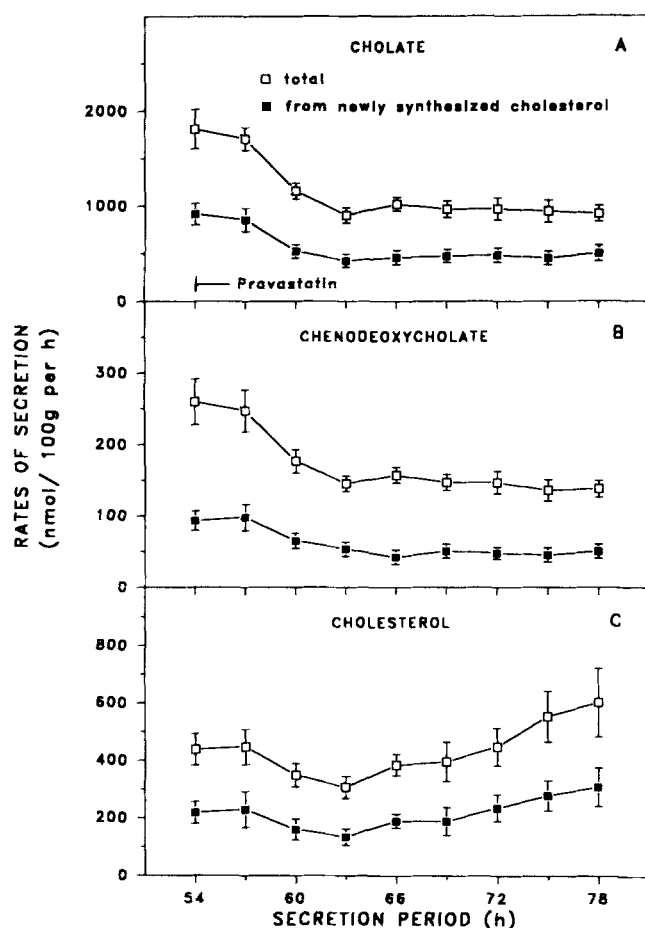 CHOLATE
A
total
from newly synthesized cholesterol
2000
1000
0
Pravastatin
CHENODEOXYCHOLATE
B
300
200
100
0
CHOLESTEROL
C
800
600
400
200
0
54
60
66
72
78
SECRETION PERIOD (h)
RATES OF SECRETION
(nmol/ 100g per h)